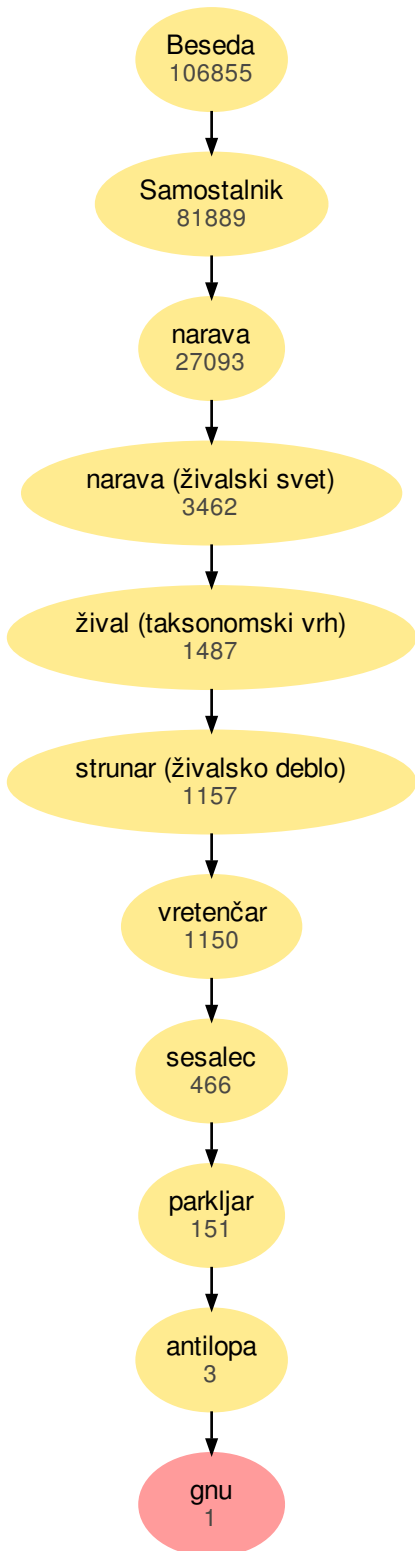 Beseda
106855
Samostalnik
81889
narava
27093
narava (živalski svet)
3462
žival (taksonomski vrh)
1487
strunar (živalsko deblo)
1157
vretenčar
1150
sesalec
466
parkljar
151
antilopa
3
gnu
1